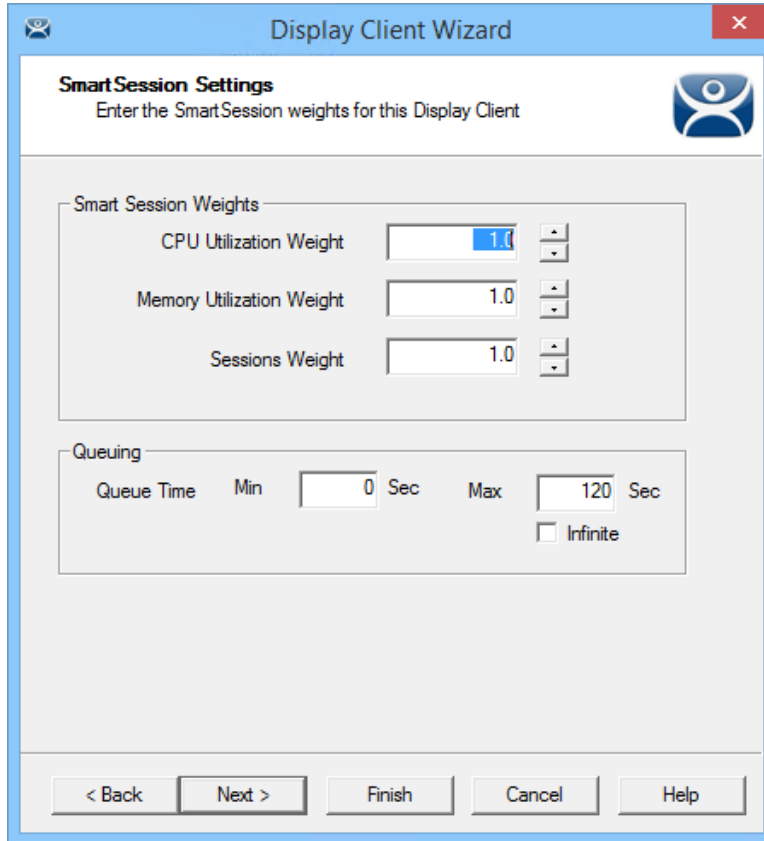 Display Client Wizard
SmartSession Settings
Enter the SmartSession weights for this Display Client
Smart Session Weights
CPU Utilization Weight 1.0
Memory Utilization Weight 1.0
Sessions Weight 1.0
Queuing
Queue Time Min 0 Sec Max 120 Sec
Infinite
< Back Next > Finish Cancel Help